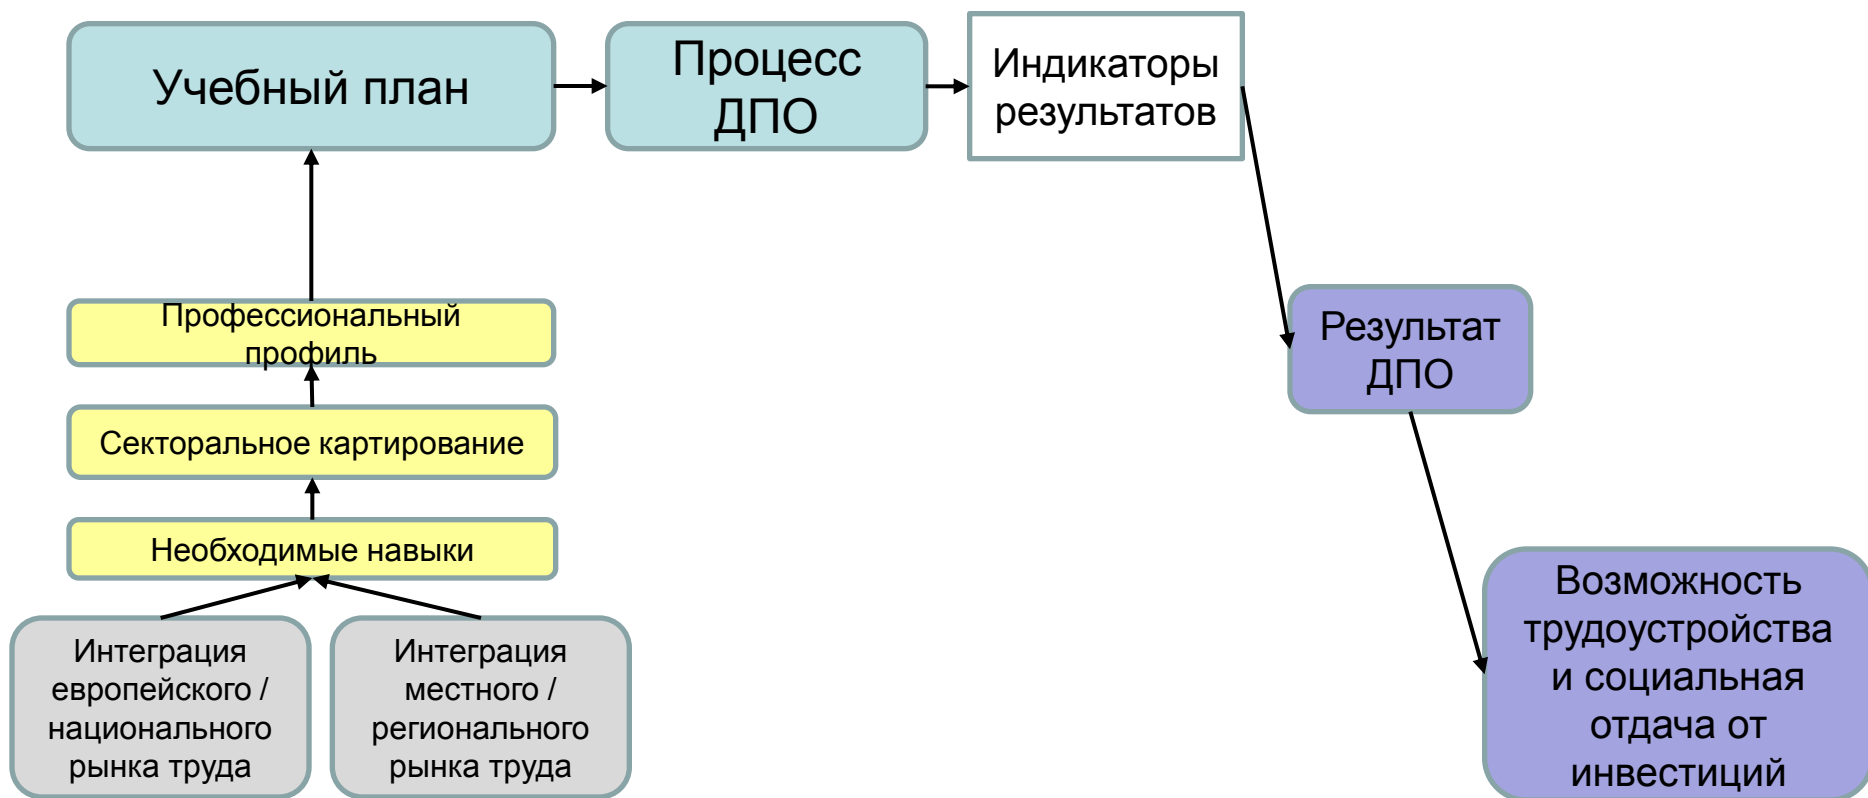 Учебный план
Процесс
ДПО
Индикаторы
результатов
Профессиональный
профиль
Результат
ДПО
Секторальное картирование
Необходимые навыки
Интеграция
европейского /
национального
рынка труда
Интеграция
местного /
регионального
рынка труда
Возможность
трудоустройства
и социальная
отдача от
инвестиций